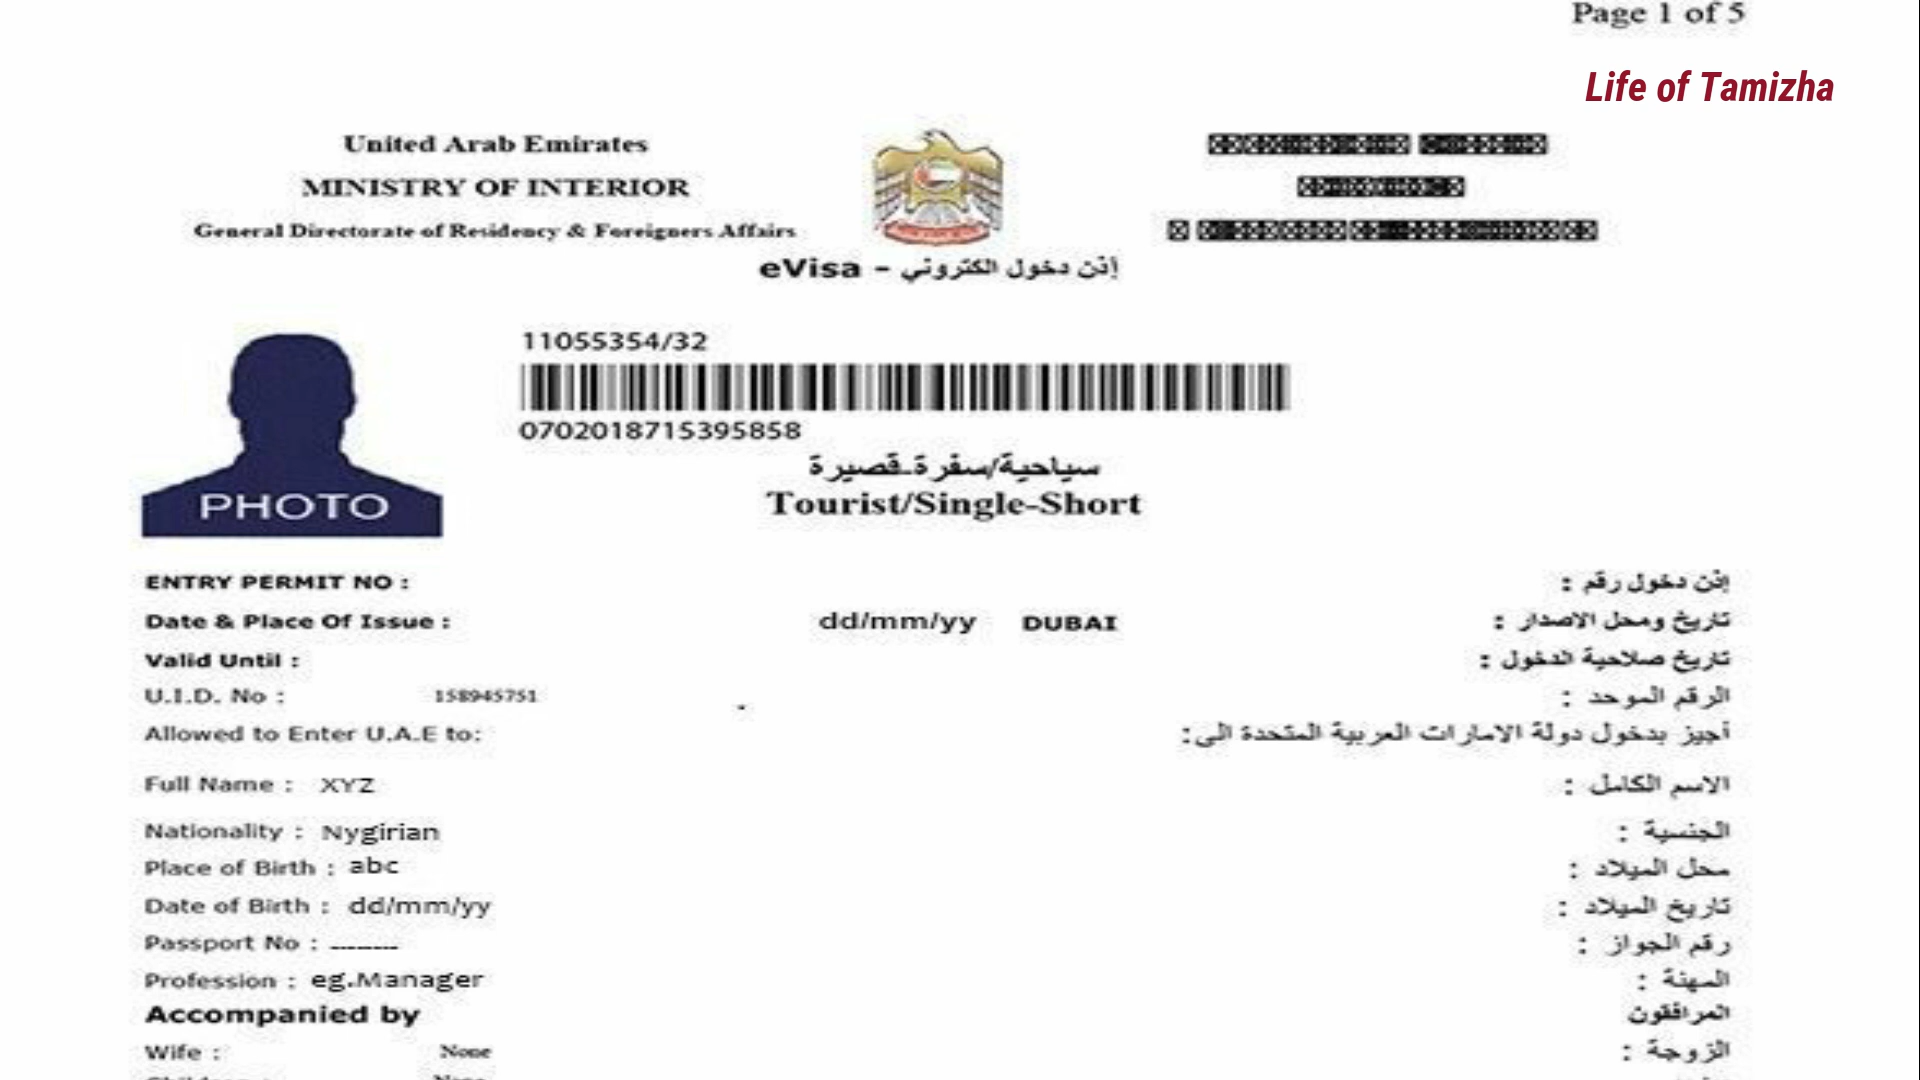 Page 1 of 5
Life of Tamizha
United Arab Emirates
MINISTRY OF INTERIOR
General Directorate of Residency & Foreigners Affairs
eVisa - إذن دخول الكتروني
11055354/32
0702018715395858
سياحية/سفرة-قصيرة
Tourist/Single-Short
PHOTO
ENTRY PERMIT NO : إذن دخول رقم :
Date & Place Of Issue : dd/mm/yy DUBAI تاريخ ومحل الاصدار :
Valid Until : تاريخ صلاحية الدخول :
U.I.D. No : 158945751 الرقم الموحد :
Allowed to Enter U.A.E to: أجيز بدخول دولة الامارات العربية المتحدة الى:
Full Name : XYZ الاسم الكامل :
Nationality : Nygirian الجنسية :
Place of Birth : abc محل الميلاد :
Date of Birth : dd/mm/yy تاريخ الميلاد :
Passport No : -------- رقم الجواز :
Profession : eg.Manager المهنة :
Accompanied by المرافقون
Wife : None الزوجة :